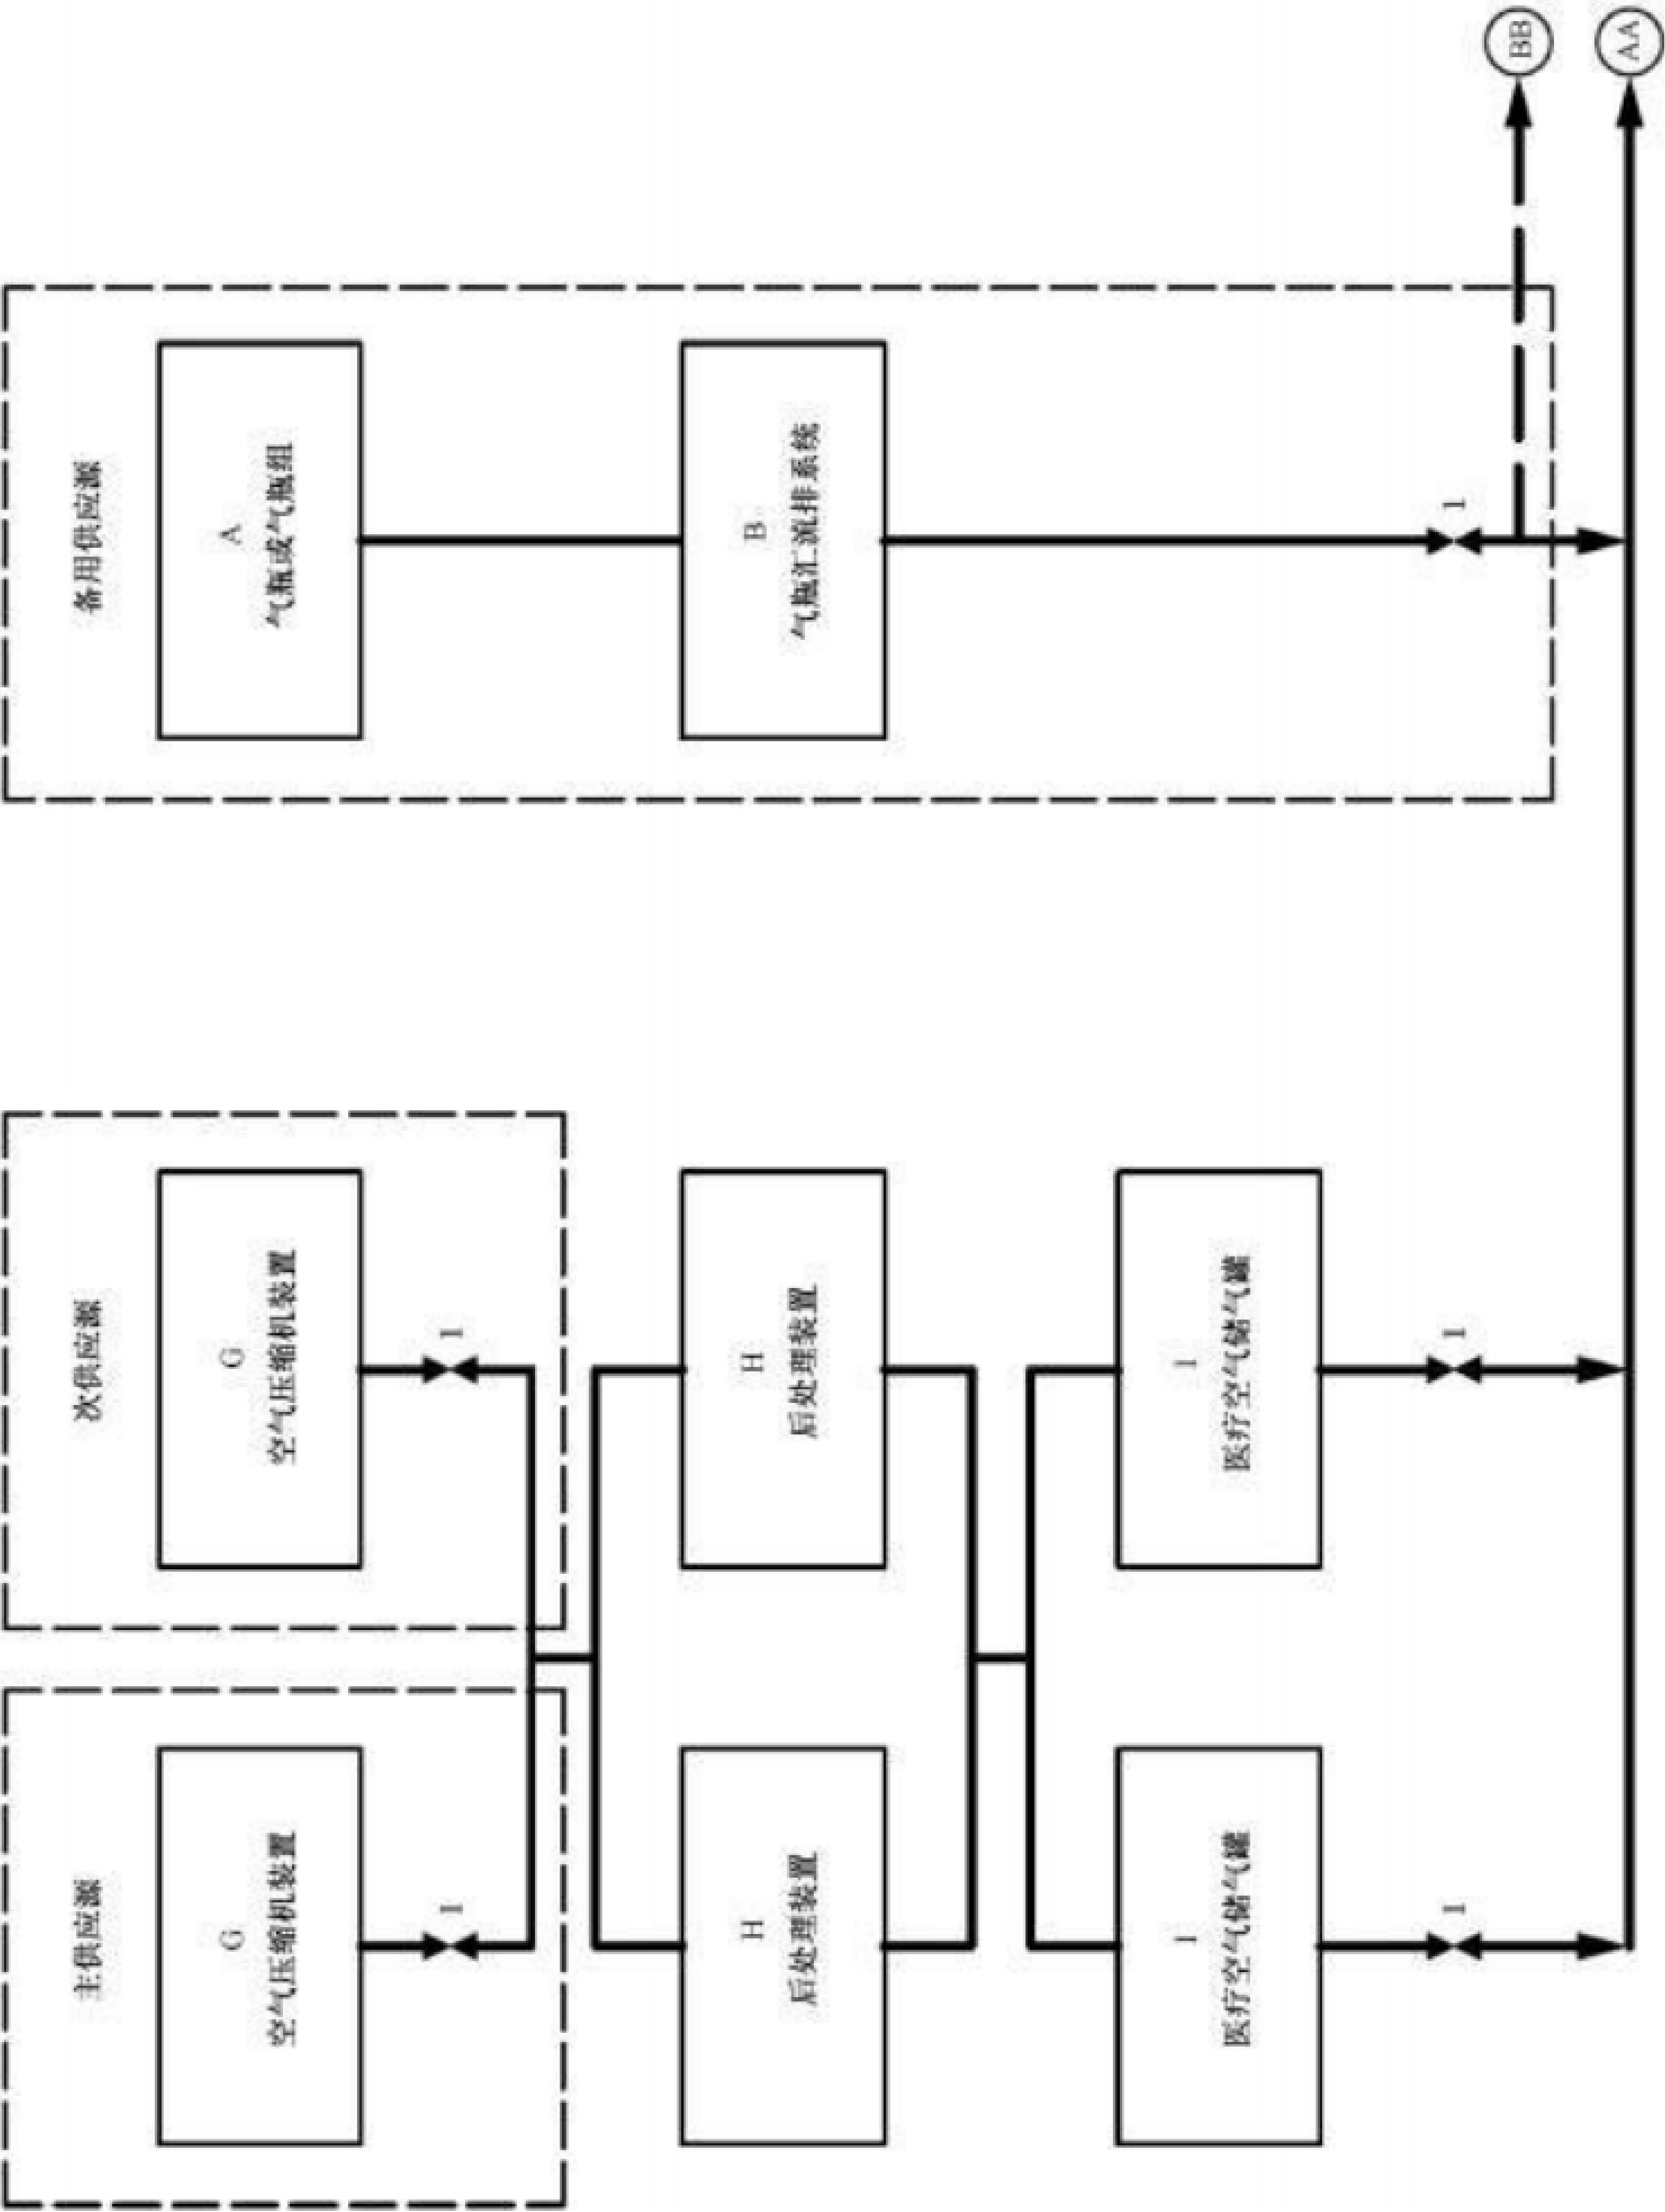 主供应源
次供应源
备用供应源
G
空气压缩机装置
G
空气压缩机装置
A
气瓶或气瓶组
1
1
H
后处理装置
H
后处理装置
B
气瓶汇流排系统
I
医疗空气储气罐
I
医疗空气储气罐
1
1
1
BB
AA